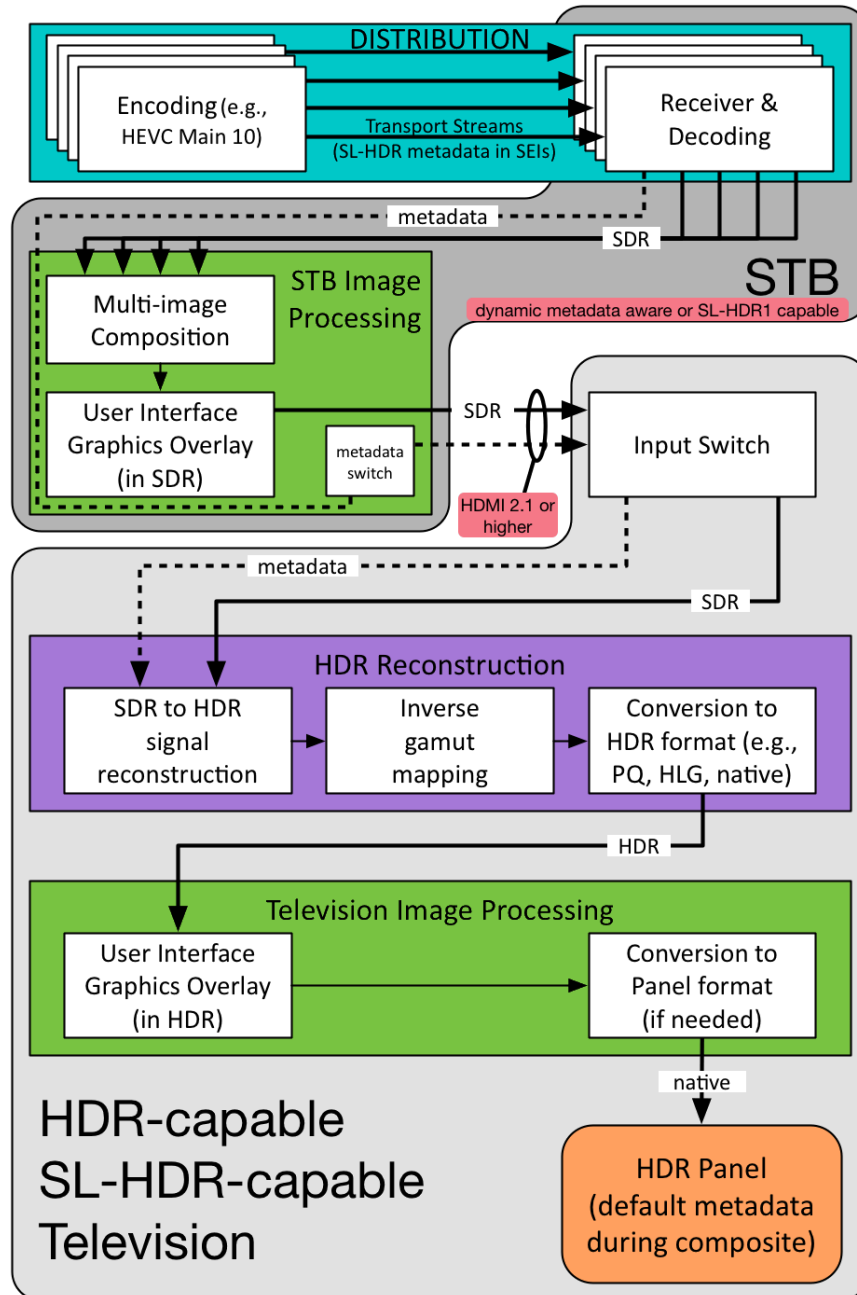 DISTRIBUTION
Encoding (e.g.,
HEVC Main 10)
Transport Streams
(SL-HDR metadata in SEIs)
Receiver &
Decoding
metadata
SDR
STB Image
Processing
STB
dynamic metadata aware or SL-HDR1 capable
Multi-image
Composition
User Interface
Graphics Overlay
(in SDR)
metadata
switch
SDR
HDMI 2.1 or
higher
Input Switch
metadata
SDR
HDR Reconstruction
SDR to HDR
signal
reconstruction
Inverse
gamut
mapping
Conversion to
HDR format (e.g.,
PQ, HLG, native)
HDR
Television Image Processing
User Interface
Graphics Overlay
(in HDR)
Conversion to
Panel format
(if needed)
native
HDR-capable
SL-HDR-capable
Television
HDR Panel
(default metadata
during composite)